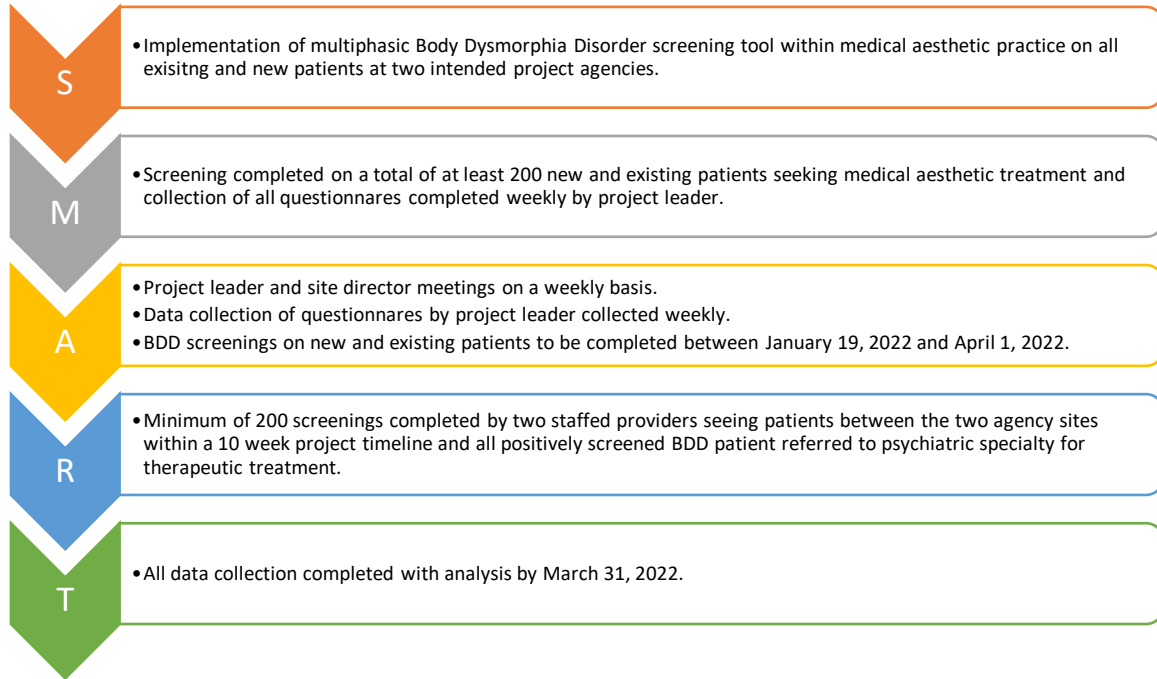 S
•Implementation of multiphasic Body Dysmorphia Disorder screening tool within medical aesthetic practice on all
exisitng and new patients at two intended project agencies.
M
•Screening completed on a total of at least 200 new and existing patients seeking medical aesthetic treatment and
collection of all questionnares completed weekly by project leader.
A
•Project leader and site director meetings on a weekly basis.
•Data collection of questionnares by project leader collected weekly.
•BDD screenings on new and existing patients to be completed between January 19, 2022 and April 1, 2022.
R
•Minimum of 200 screenings completed by two staffed providers seeing patients between the two agency sites
within a 10 week project timeline and all positively screened BDD patient referred to psychiatric specialty for
therapeutic treatment.
T
•All data collection completed with analysis by March 31, 2022.